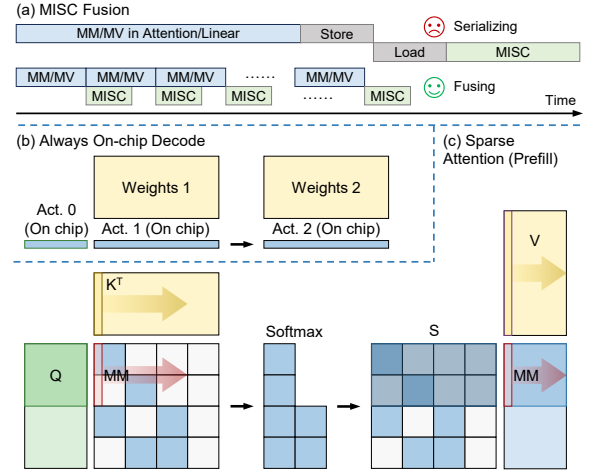 (a) MISC Fusion
MM/MV in Attention/Linear Store Serializing
Load MISC
MM/MV MM/MV MM/MV ...... MM/MV Fusing
MISC MISC MISC ...... MISC
Time
(b) Always On-chip Decode
(c) Sparse
Attention (Prefill)
Weights 1 Weights 2
Act. 0
(On chip) Act. 1 (On chip) Act. 2 (On chip)
V
Kᵀ
Softmax S
Q MM MM